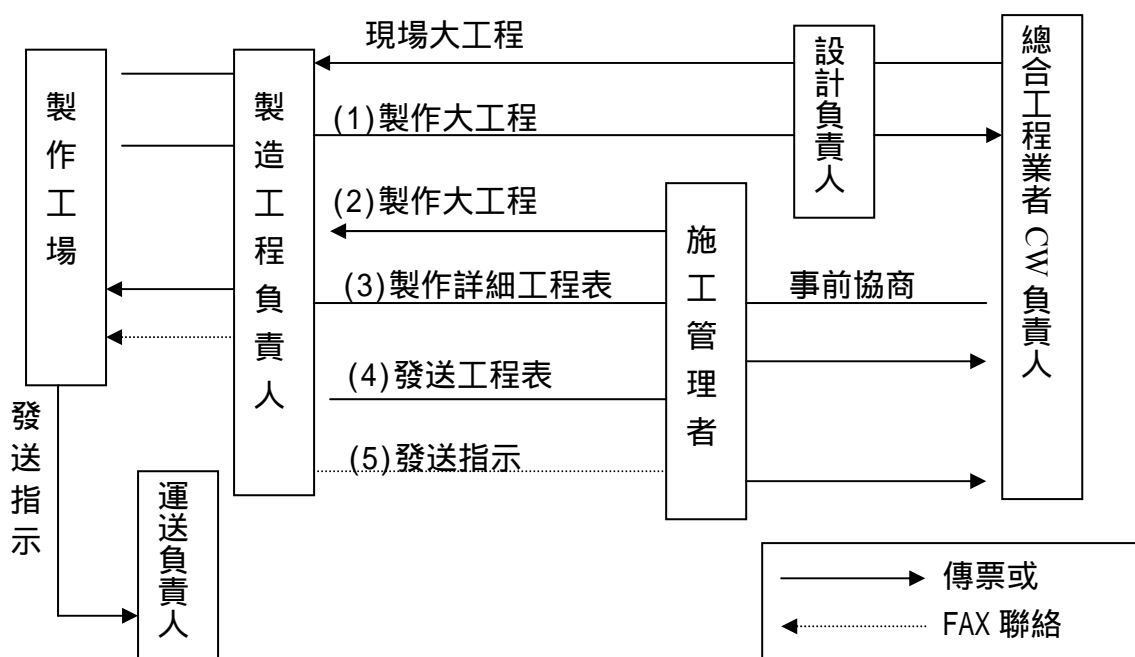 現場大工程
製作工場
製造工程負責人
設計負責人
總合工程業者 CW 負責人
(1)製作大工程
(2)製作大工程
施工管理者
(3)製作詳細工程表
事前協商
(4)發送工程表
(5)發送指示
發送指示
運送負責人
傳票或
FAX 聯絡